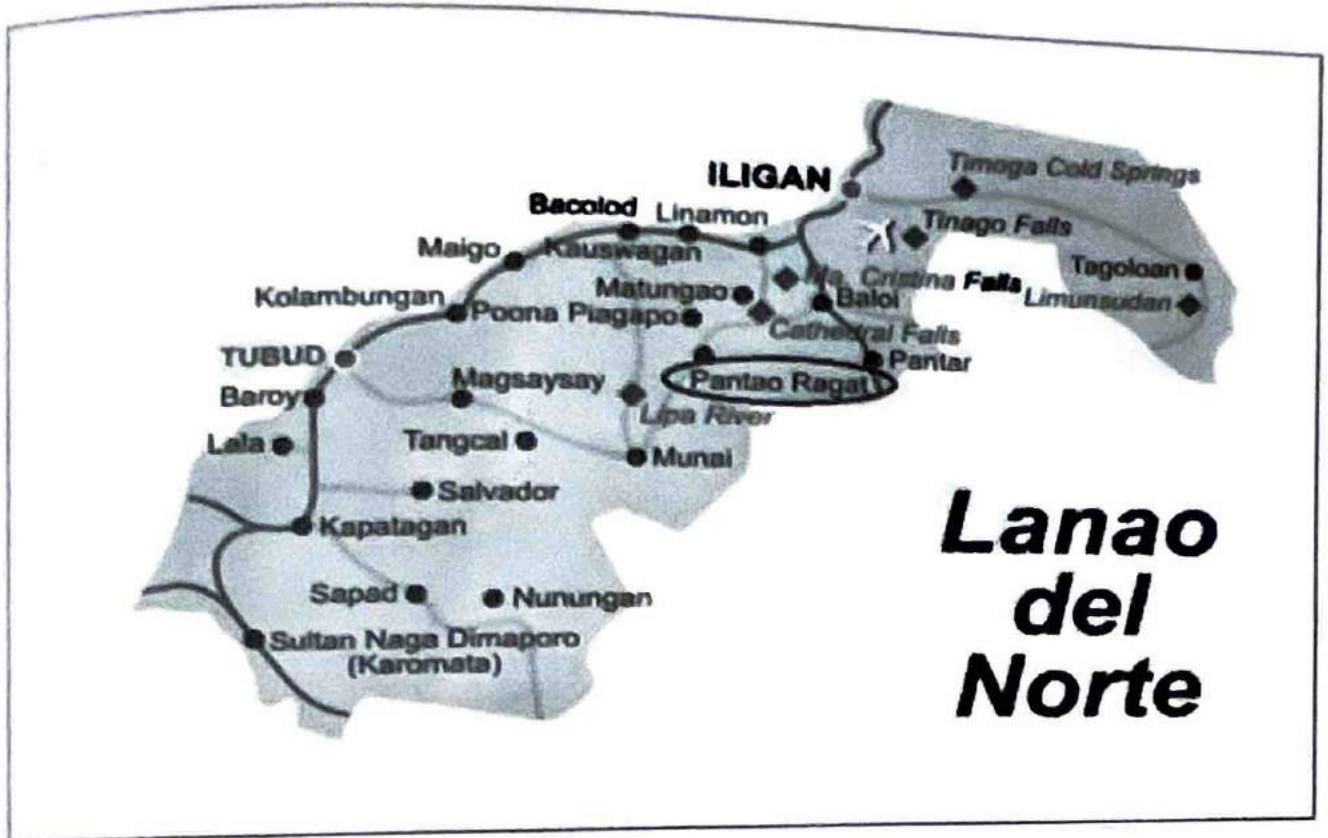 Timoga Cold Springs
ILIGAN
Bacolod Linamon
Tinago Falls
Maigo Kauswagan
Tagoloan
Ma. Cristina Falls
Kolambungan
Matungao
Baloi
Limunsudan
Poona Piagapo
Cathedral Falls
TUBUD
Pantar
Magsaysay
Pantao Ragat
Baroy
Lipa River
Lala
Tangcal
Munai
Salvador
Kapatagan
Lanao
del
Norte
Sapad
Nunungan
Sultan Naga Dimaporo
(Karomata)